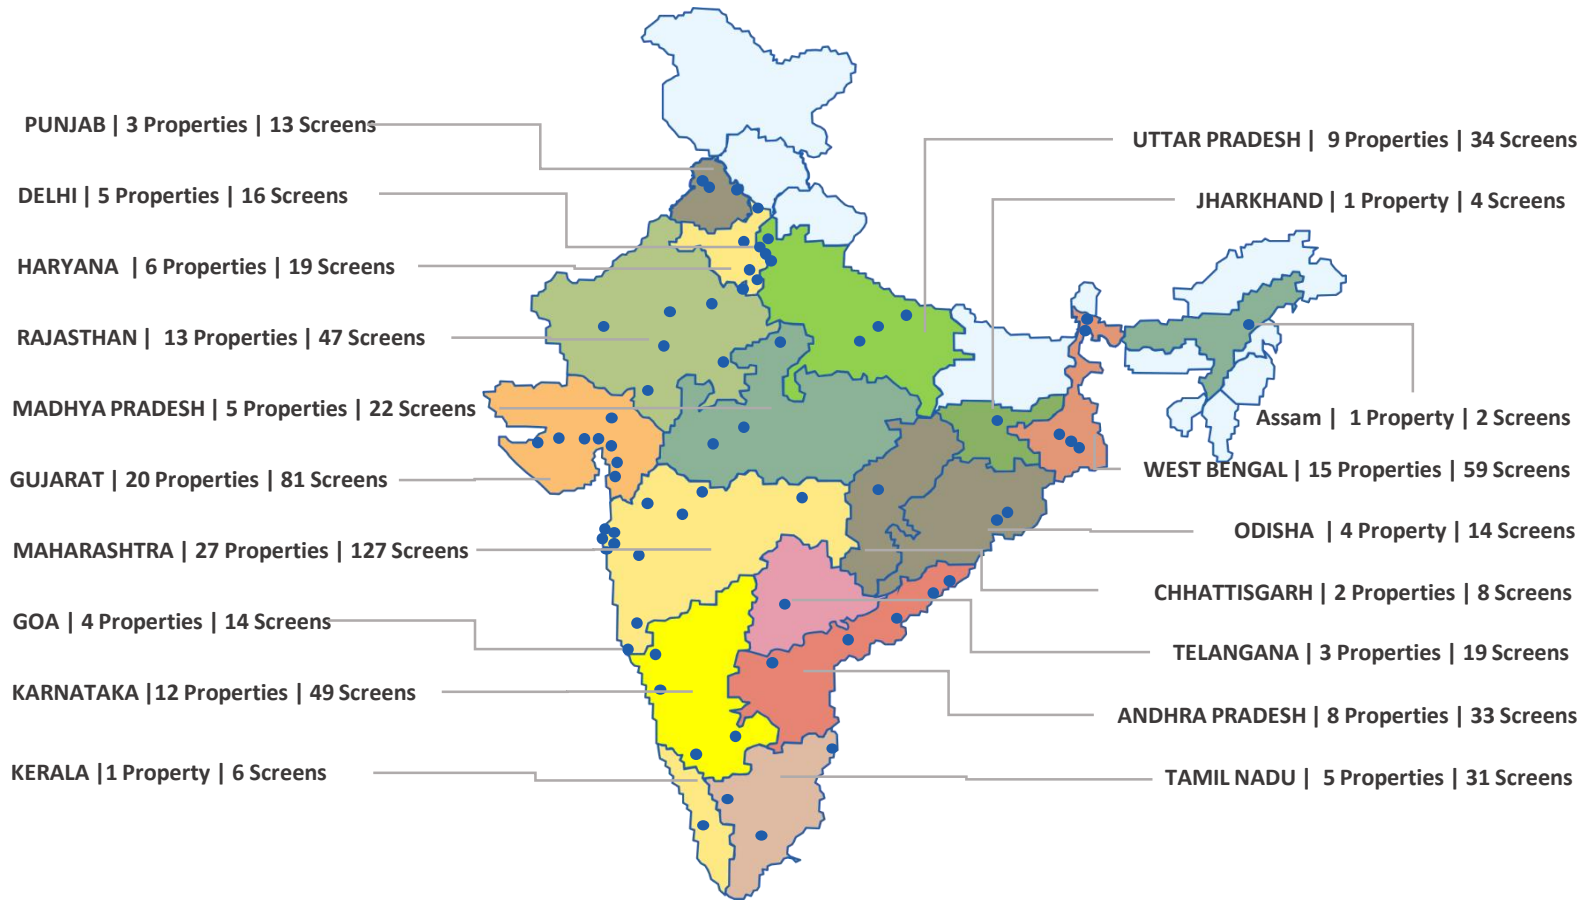 PUNJAB | 3 Properties | 13 Screens
DELHI | 5 Properties | 16 Screens
HARYANA | 6 Properties | 19 Screens
RAJASTHAN | 13 Properties | 47 Screens
MADHYA PRADESH | 5 Properties | 22 Screens
GUJARAT | 20 Properties | 81 Screens
MAHARASHTRA | 27 Properties | 127 Screens
GOA | 4 Properties | 14 Screens
KARNATAKA |12 Properties | 49 Screens
KERALA |1 Property | 6 Screens
UTTAR PRADESH | 9 Properties | 34 Screens
JHARKHAND | 1 Property | 4 Screens
Assam | 1 Property | 2 Screens
WEST BENGAL | 15 Properties | 59 Screens
ODISHA | 4 Property | 14 Screens
CHHATTISGARH | 2 Properties | 8 Screens
TELANGANA | 3 Properties | 19 Screens
ANDHRA PRADESH | 8 Properties | 33 Screens
TAMIL NADU | 5 Properties | 31 Screens